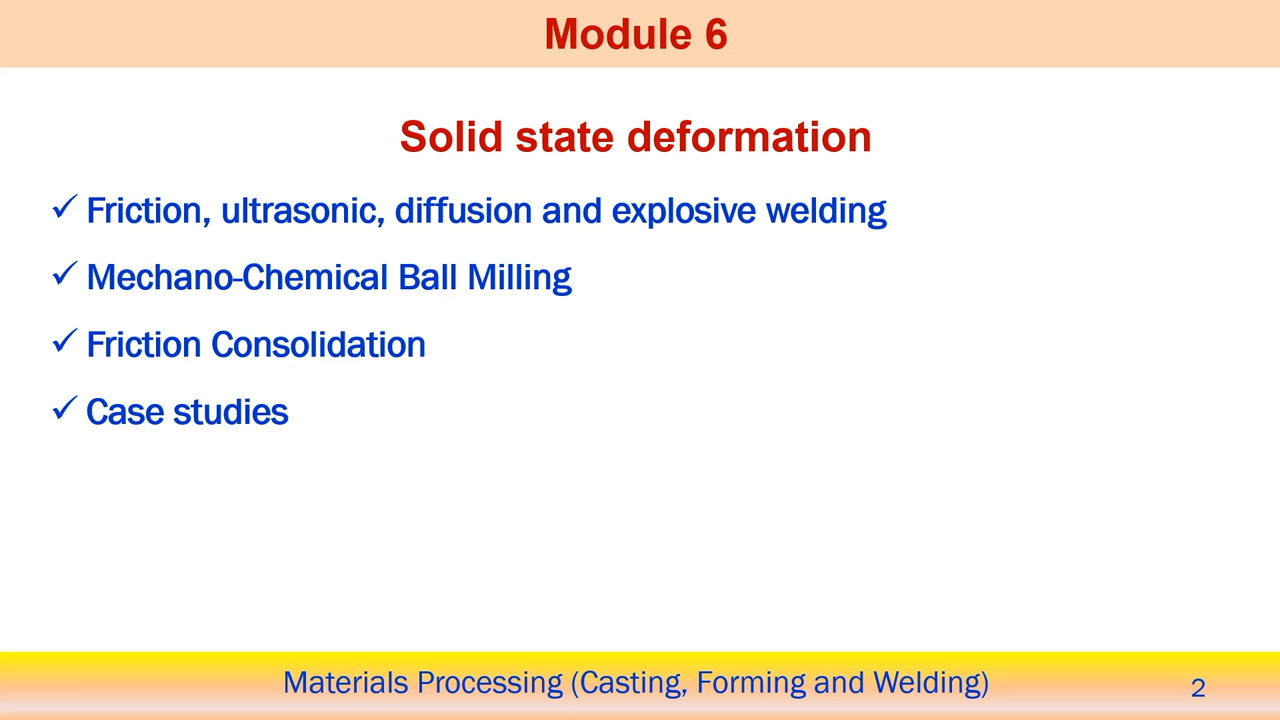 Module 6
Solid state deformation
✓ Friction, ultrasonic, diffusion and explosive welding
✓ Mechano-Chemical Ball Milling
✓ Friction Consolidation
✓ Case studies
Materials Processing (Casting, Forming and Welding)
2